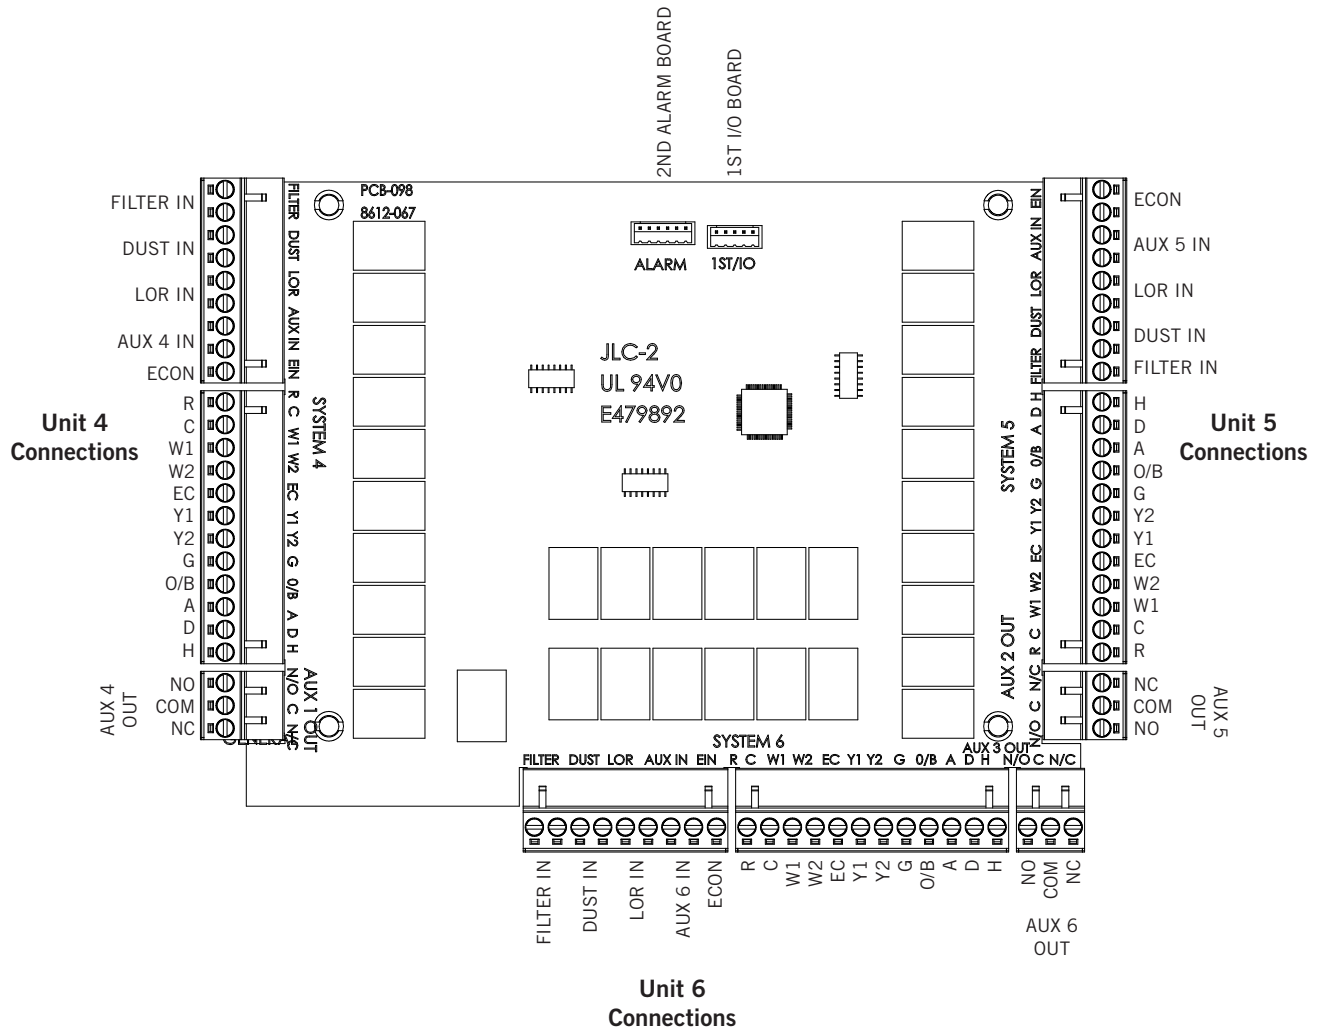 2ND ALARM BOARD
1ST I/O BOARD
PCB-098
8612-067
ALARM
1ST/IO
JLC-2
UL 94V0
E479892
FILTER IN
DUST IN
LOR IN
AUX 4 IN
ECON
R
C
W1
W2
EC
Y1
Y2
G
O/B
A
D
H
NO
COM
NC
AUX 4
OUT
Unit 4
Connections
FILTER DUST LOR AUX IN EIN
R C W1 W2 EC Y1 Y2 G 0/B A D H
N/O C N/C
SYSTEM 4
AUX 1 OUT
EIN AUX IN LOR DUST FILTER
H D A 0/B G Y2 Y1 EC W2 W1 C R
N/C C N/O
SYSTEM 5
AUX 2 OUT
ECON
AUX 5 IN
LOR IN
DUST IN
FILTER IN
H
D
A
O/B
G
Y2
Y1
EC
W2
W1
C
R
NC
COM
NO
AUX 5
OUT
Unit 5
Connections
SYSTEM 6
AUX 3 OUT
FILTER DUST LOR AUX IN EIN R C W1 W2 EC Y1 Y2 G 0/B A D H N/O C N/C
FILTER IN
DUST IN
LOR IN
AUX 6 IN
ECON
R
C
W1
W2
EC
Y1
Y2
G
O/B
A
D
H
NO
COM
NC
AUX 6
OUT
Unit 6
Connections